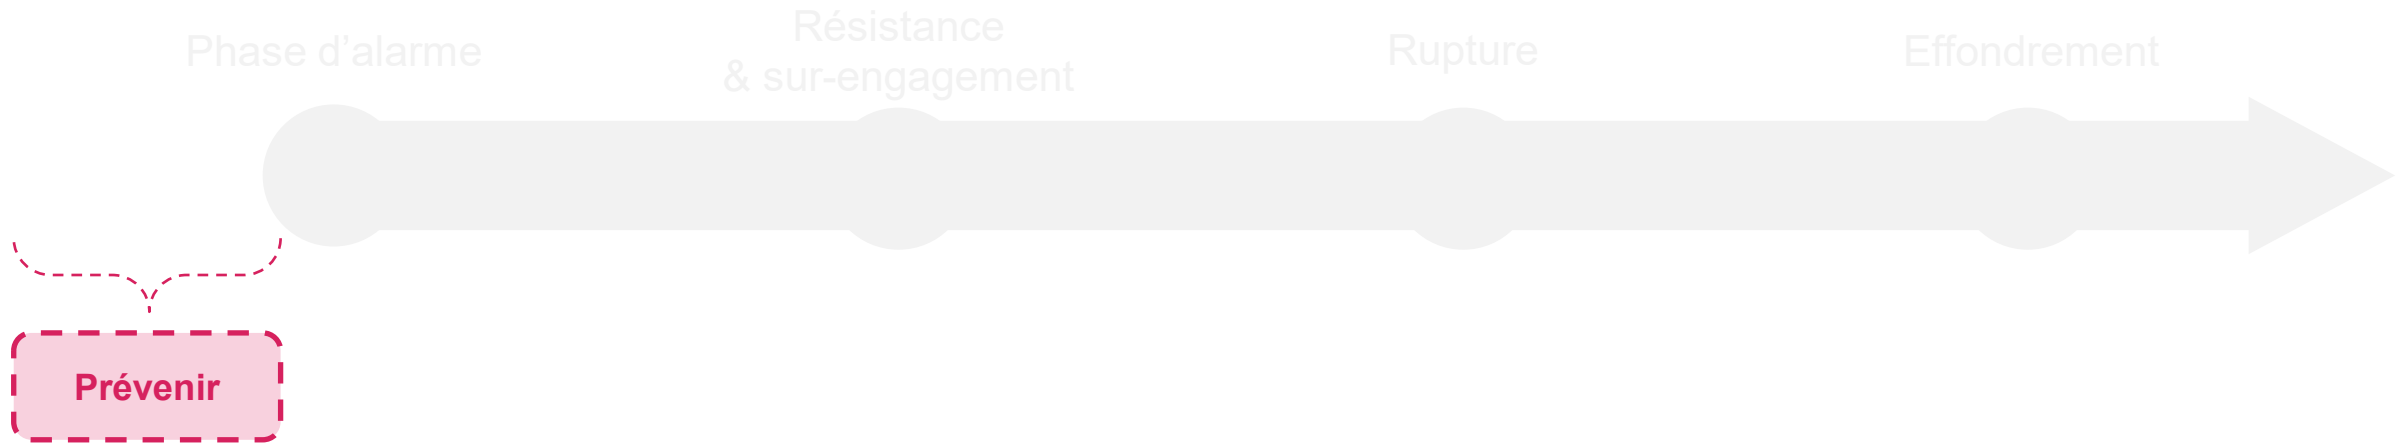 Phase d’alarme
Résistance
& sur-engagement
Rupture
Effondrement
Prévenir